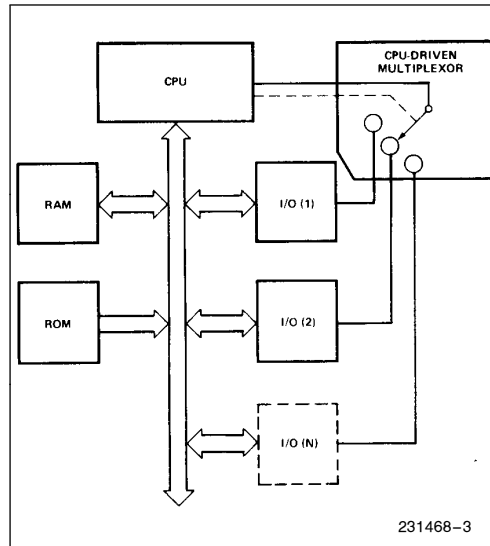 CPU-DRIVEN
MULTIPLEXOR
CPU
RAM
I/O (1)
ROM
I/O (2)
I/O (N)
231468–3